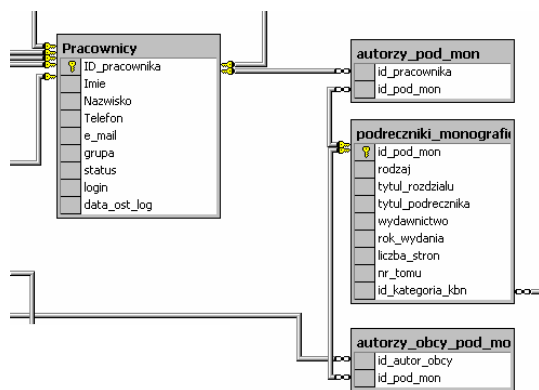 Pracownicy
ID_pracownika
Imie
Nazwisko
Telefon
e_mail
grupa
status
login
data_ost_log
autorzy_pod_mon
id_pracownika
id_pod_mon
podreczniki_monografie
id_pod_mon
rodzaj
tytul_rozdzialu
tytul_podrecznika
wydawnictwo
rok_wydania
liczba_stron
nr_tomu
id_kategoria_kbn
autorzy_obcy_pod_mo
id_autor_obcy
id_pod_mon